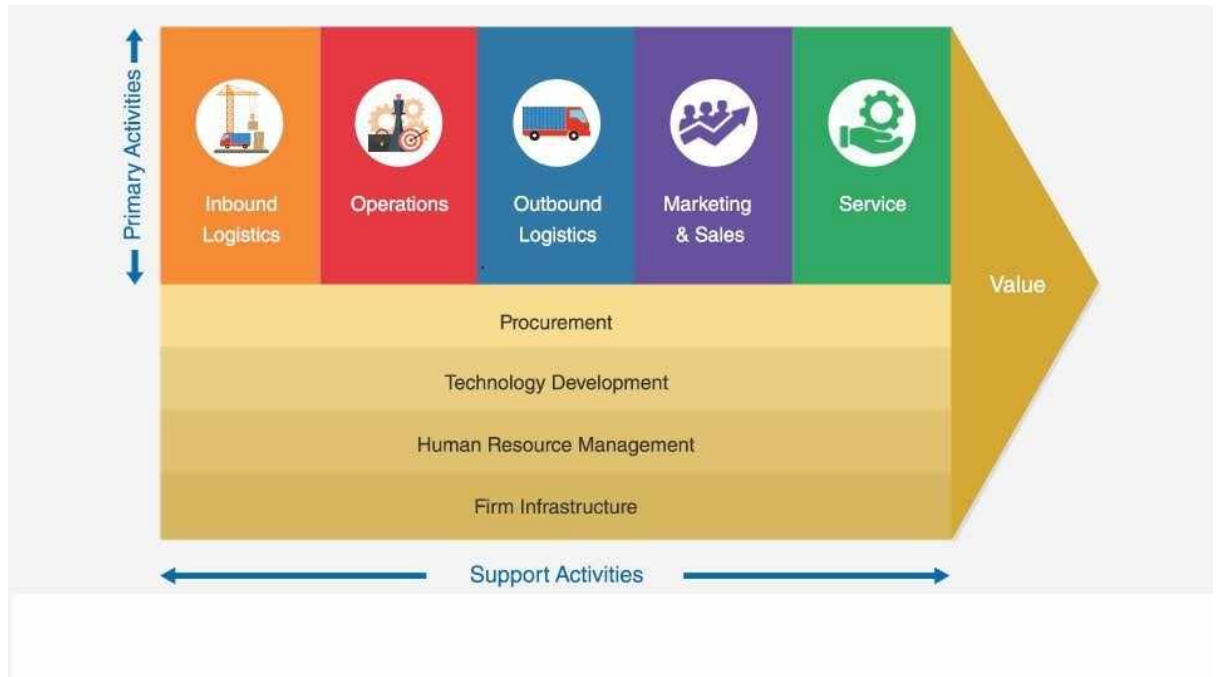 Primary Activities
Inbound
Logistics
Operations
Outbound
Logistics
Marketing
& Sales
Service
Value
Procurement
Technology Development
Human Resource Management
Firm Infrastructure
Support Activities